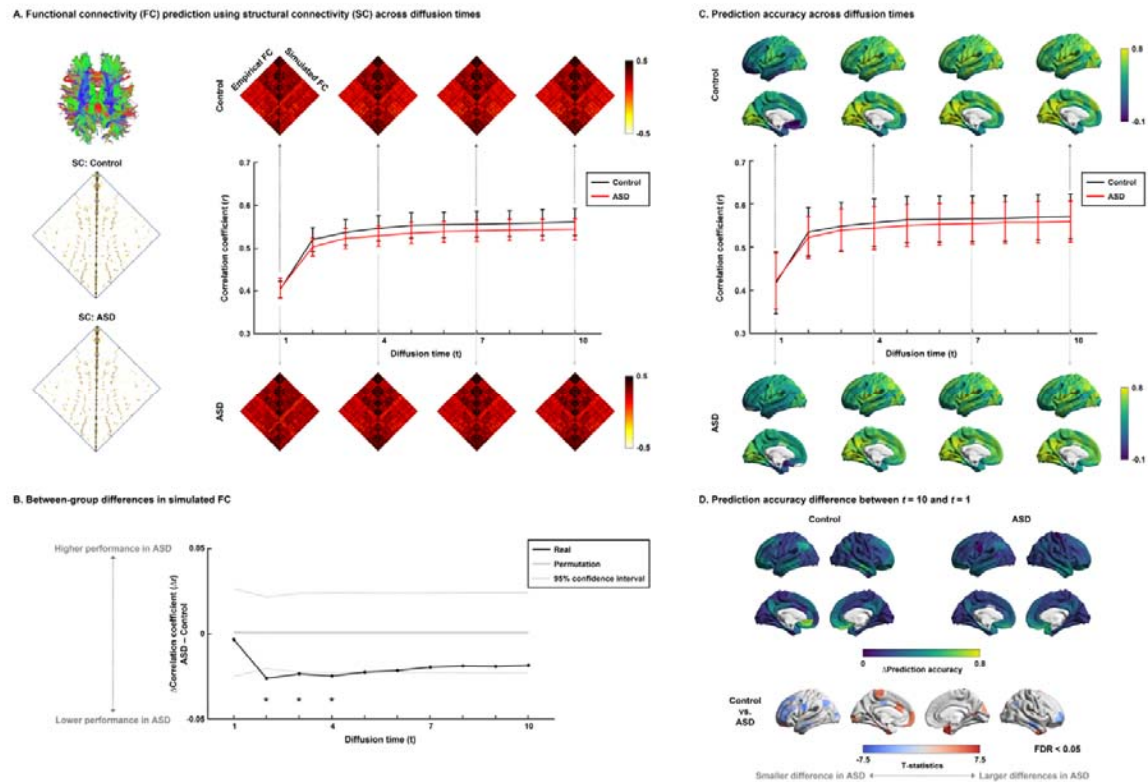 A. Functional connectivity (FC) prediction using structural connectivity (SC) across diffusion times
Empirical FC
Simulated FC
Control
0.5
-0.5
SC: Control
SC: ASD
0.7
0.6
0.5
0.4
0.3
Correlation coefficient (r)
Control
ASD
1 4 7 10
Diffusion time (t)
ASD
0.5
-0.5
B. Between-group differences in simulated FC
Higher performance in ASD
Lower performance in ASD
0.05
0
-0.05
ΔCorrelation coefficient (Δr)
ASD – Control
Real
Permutation
95% confidence interval
* * *
1 4 7 10
Diffusion time (t)
C. Prediction accuracy across diffusion times
Control
0.8
-0.1
0.7
0.6
0.5
0.4
0.3
Correlation coefficient (r)
Control
ASD
1 4 7 10
Diffusion time (t)
ASD
0.8
-0.1
D. Prediction accuracy difference between t = 10 and t = 1
Control ASD
0 0.8
ΔPrediction accuracy
Control
vs.
ASD
-7.5 7.5
T-statistics
FDR < 0.05
Smaller difference in ASD Larger differences in ASD